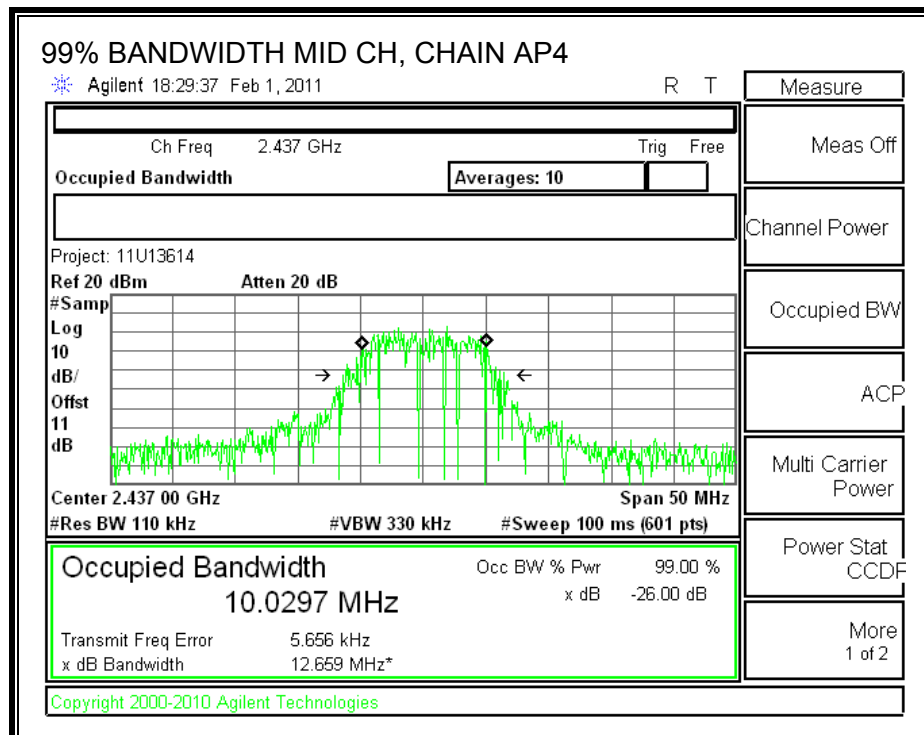 99% BANDWIDTH MID CH, CHAIN AP4
Agilent 18:29:37 Feb 1, 2011 R T
Measure
Ch Freq 2.437 GHz Trig Free
Occupied Bandwidth Averages: 10
Meas Off
Channel Power
Occupied BW
ACP
Multi Carrier
Power
Power Stat
CCDF
More
1 of 2
Project: 11U13614
Ref 20 dBm Atten 20 dB
#Samp
Log
10
dB/
Offst
11
dB
Center 2.437 00 GHz Span 50 MHz
#Res BW 110 kHz #VBW 330 kHz #Sweep 100 ms (601 pts)
Occupied Bandwidth
10.0297 MHz
Occ BW % Pwr 99.00 %
x dB -26.00 dB
Transmit Freq Error 5.656 kHz
x dB Bandwidth 12.659 MHz*
Copyright 2000-2010 Agilent Technologies